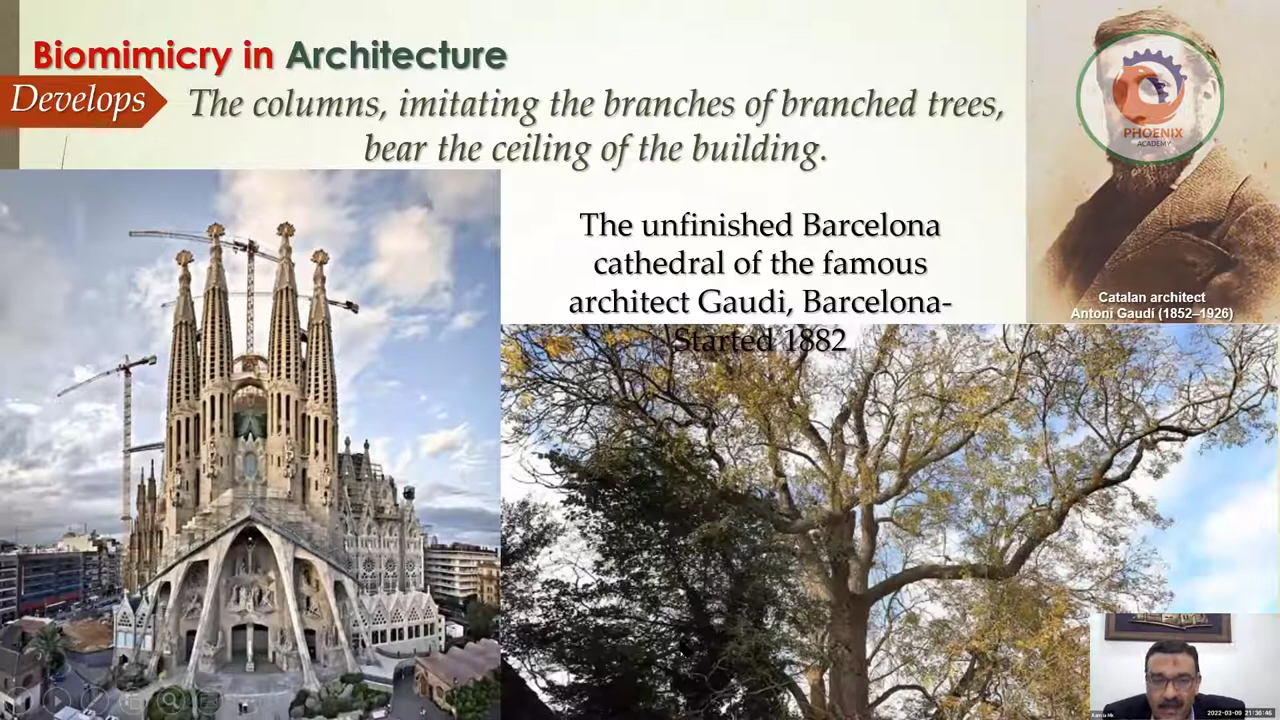 Biomimicry in Architecture
Develops
The columns, imitating the branches of branched trees,
bear the ceiling of the building.
PHOENIX
ACADEMY
The unfinished Barcelona
cathedral of the famous
architect Gaudi, Barcelona-
Started 1882
Catalan architect
Antoni Gaudí (1852–1926)
2022-03-09 21:36:46